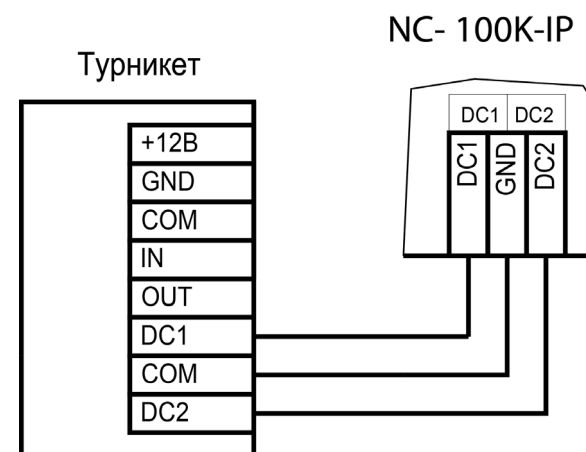 NC- 100K-IP
Турникет
DC1 DC2
DC1 GND DC2
+12В
GND
COM
IN
OUT
DC1
COM
DC2